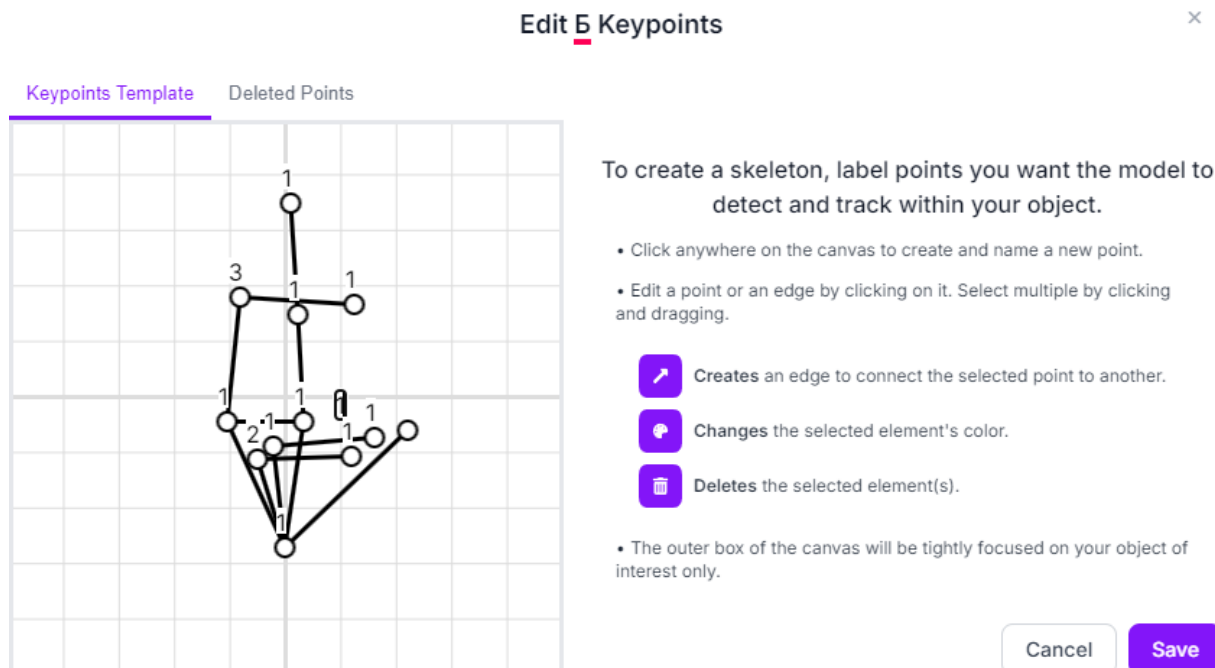 Edit Б Keypoints
×
Keypoints Template Deleted Points
1
3
1
1
1
1
1
1
1
2
1
1
To create a skeleton, label points you want the model to
detect and track within your object.
• Click anywhere on the canvas to create and name a new point.
• Edit a point or an edge by clicking on it. Select multiple by clicking
and dragging.
Creates an edge to connect the selected point to another.
Changes the selected element's color.
Deletes the selected element(s).
• The outer box of the canvas will be tightly focused on your object of
interest only.
Cancel Save